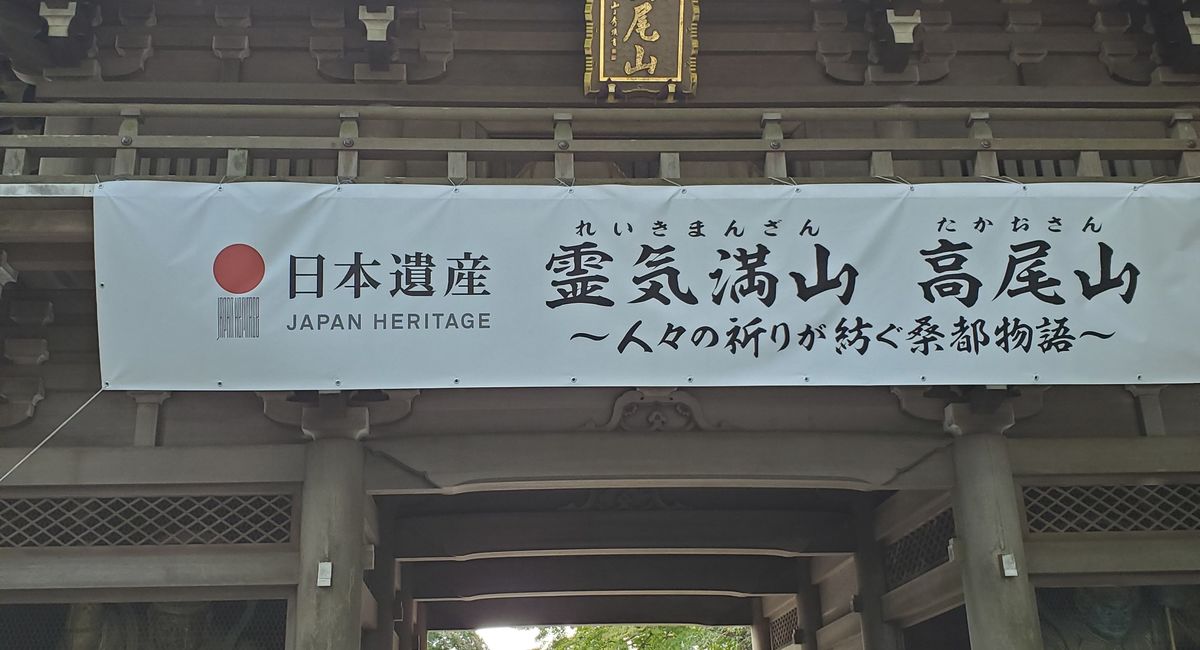 尾山
日本遺産
JAPAN HERITAGE
れいきまんざん たかおさん
霊気満山 高尾山
～人々の祈りが紡ぐ桑都物語～